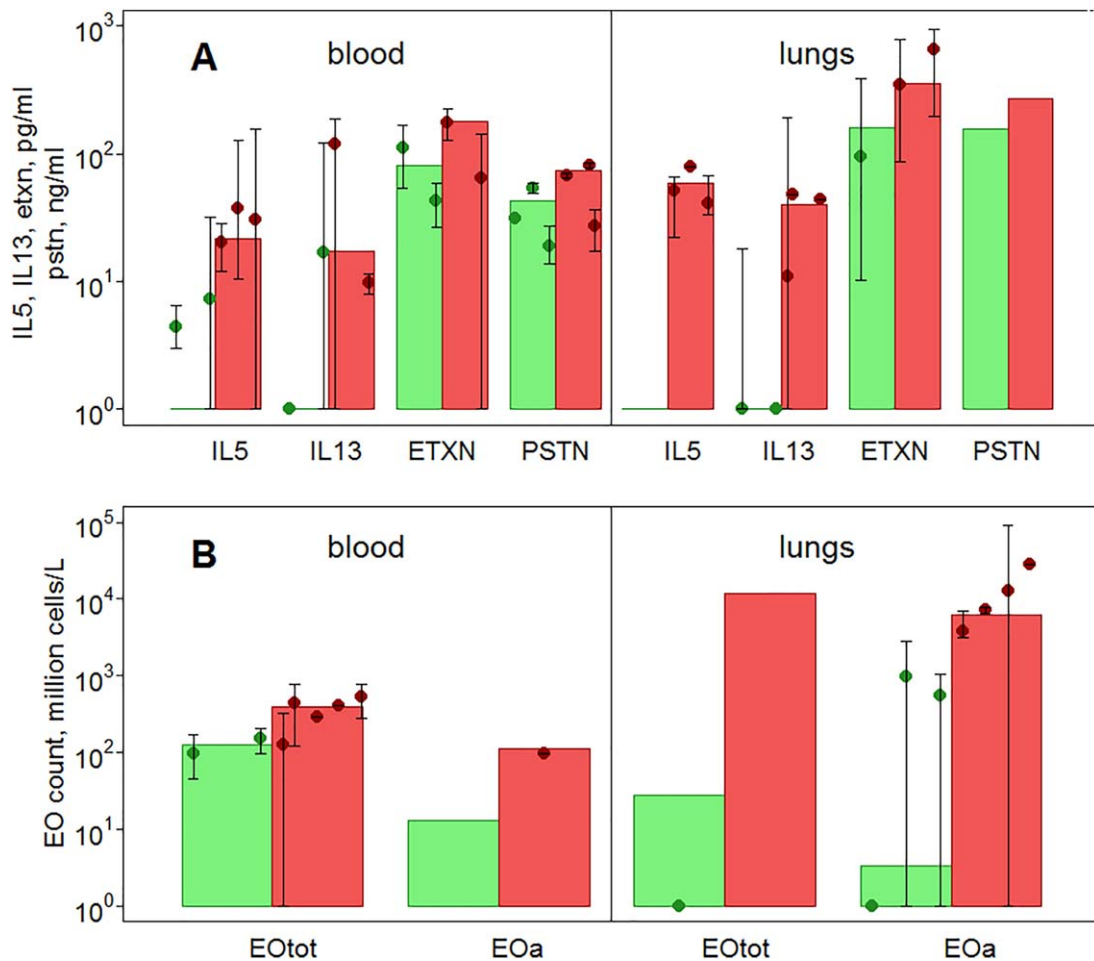 A
blood
lungs
IL5, IL13, etxn, pg/ml
pstn, ng/ml
10³
10²
10¹
10⁰
IL5 IL13 ETXN PSTN IL5 IL13 ETXN PSTN
B
blood
lungs
EO count, million cells/L
10⁵
10⁴
10³
10²
10¹
10⁰
EOtot EOa EOtot EOa